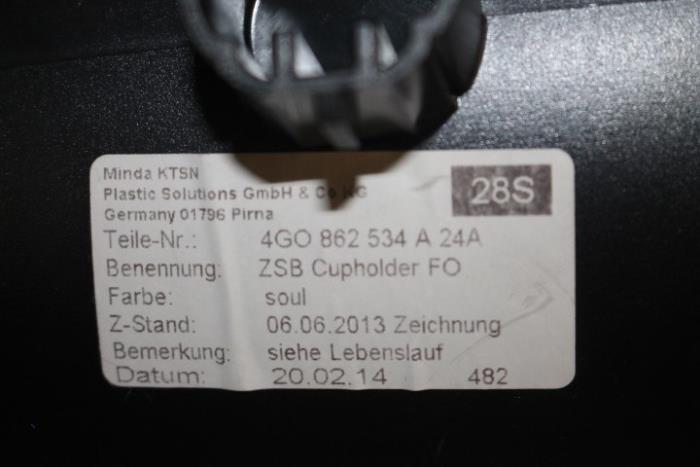 Minda KTSN
Plastic Solutions GmbH & Co KG
Germany 01796 Pirna
28S
Teile-Nr.: 4GO 862 534 A 24A
Benennung: ZSB Cupholder FO
Farbe: soul
Z-Stand: 06.06.2013 Zeichnung
Bemerkung: siehe Lebenslauf
Datum: 20.02.14 482